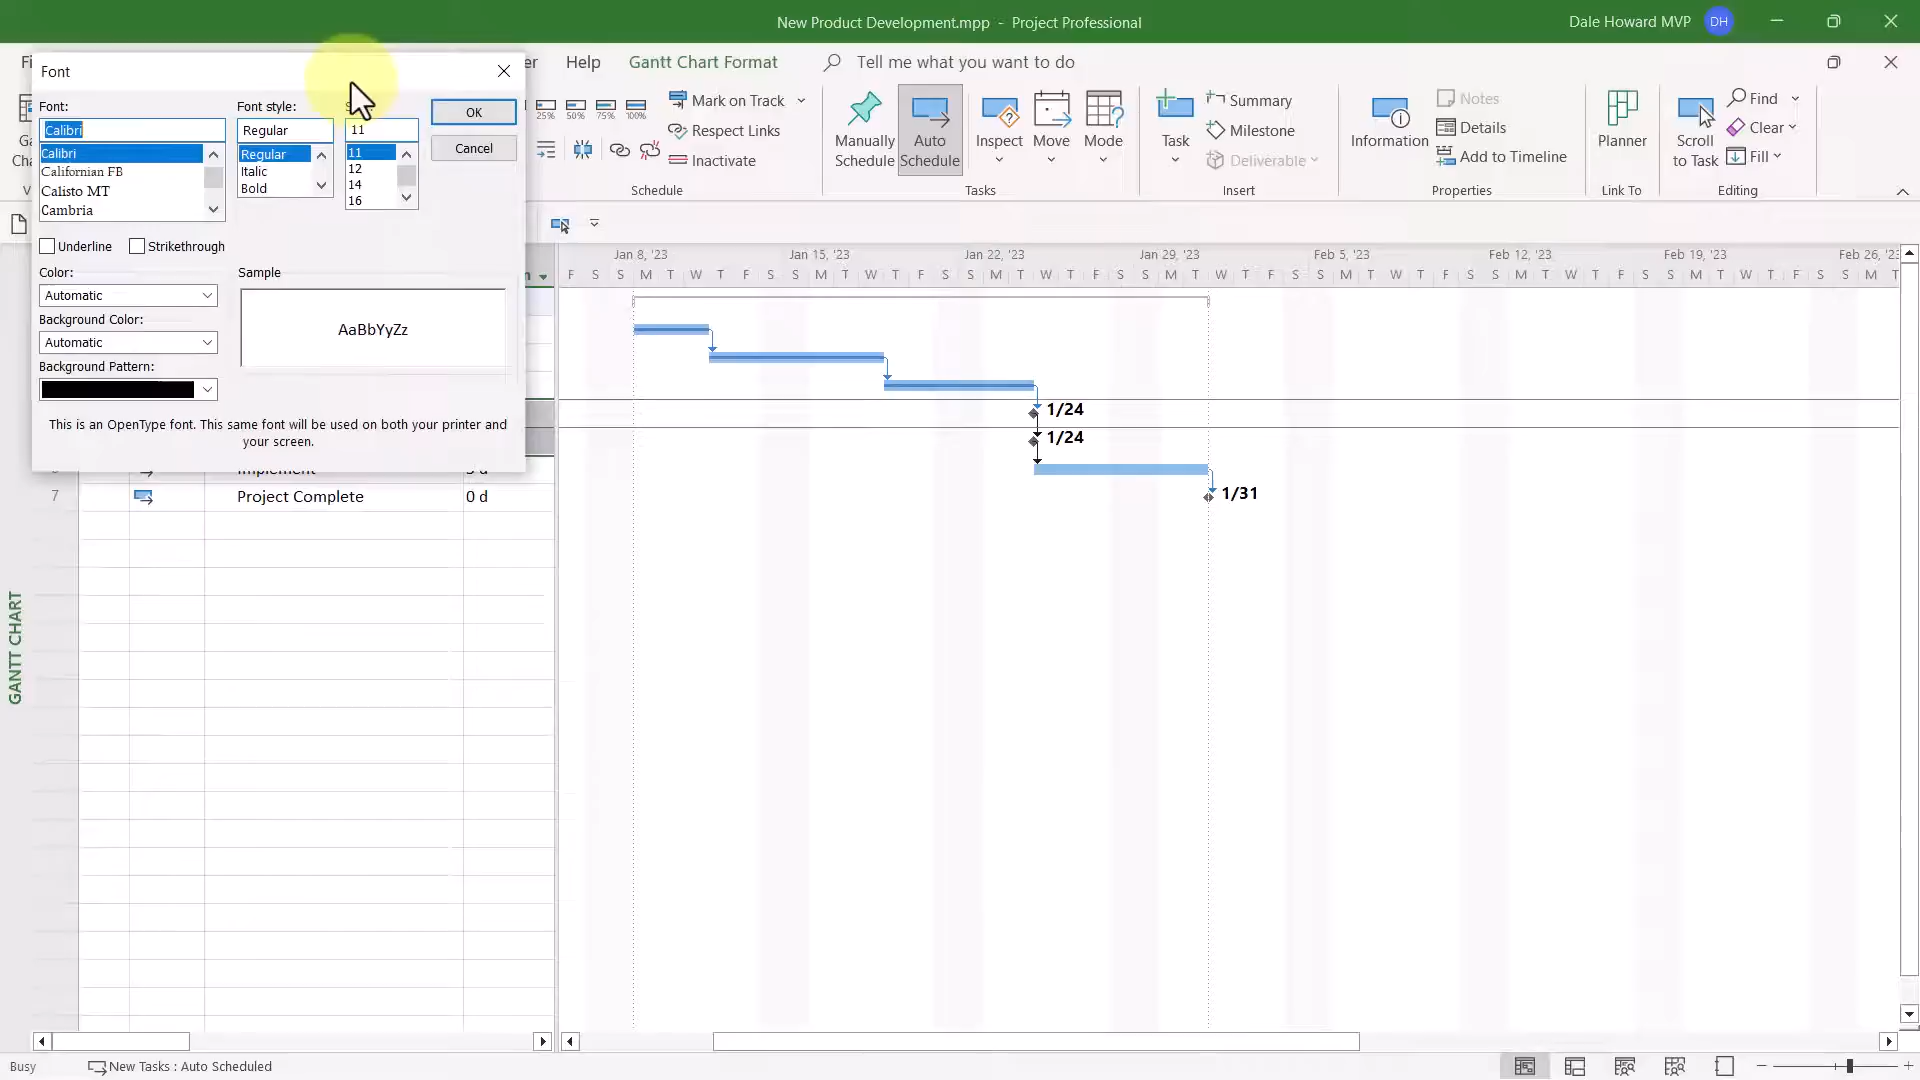 New Product Development.mpp - Project Professional
Dale Howard MVP DH
Help Gantt Chart Format Tell me what you want to do
Font
Font: Font style:
Calibri Regular 11 OK
Calibri Regular 11
Californian FB Italic 12
Calisto MT Bold 14
Cambria 16
Cancel
Underline Strikethrough
Color: Sample
Automatic
Background Color:
AaBbYyZz
Automatic
Background Pattern:
This is an OpenType font. This same font will be used on both your printer and
your screen.
25% 50% 75% 100%
Mark on Track
Respect Links
Inactivate
Schedule
Manually
Schedule
Auto
Schedule
Inspect
Move
Mode
Tasks
Task
Summary
Milestone
Deliverable
Insert
Information
Notes
Details
Add to Timeline
Properties
Planner
Link To
Scroll
to Task
Find
Clear
Fill
Editing
Jan 8, '23 Jan 15, '23 Jan 22, '23 Jan 29, '23 Feb 5, '23 Feb 12, '23 Feb 19, '23 Feb 26, '23
F S S M T W T F S S M T W T F S S M T W T F S S M T W T F S S M T W T F S S M T W T F S S M T W T F S S M T
1/24
1/24
1/31
Implement
7 Project Complete 0 d
GANTT CHART
Busy New Tasks : Auto Scheduled